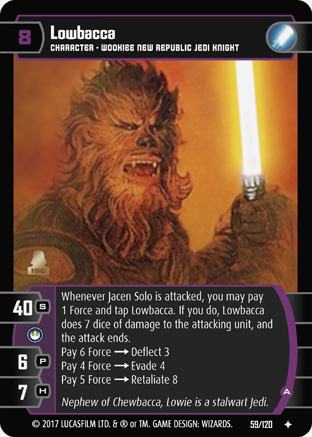 8
Lowbacca
CHARACTER - WOOKIEE NEW REPUBLIC JEDI KNIGHT
IDC
40 S
6 P
7 H
Whenever Jacen Solo is attacked, you may pay
1 Force and tap Lowbacca. If you do, Lowbacca
does 7 dice of damage to the attacking unit, and
the attack ends.
Pay 6 Force → Deflect 3
Pay 4 Force → Evade 4
Pay 5 Force → Retaliate 8
Nephew of Chewbacca, Lowie is a stalwart Jedi.
A
© 2017 LUCASFILM LTD. & ® or TM. GAME DESIGN: WIZARDS.
59/120